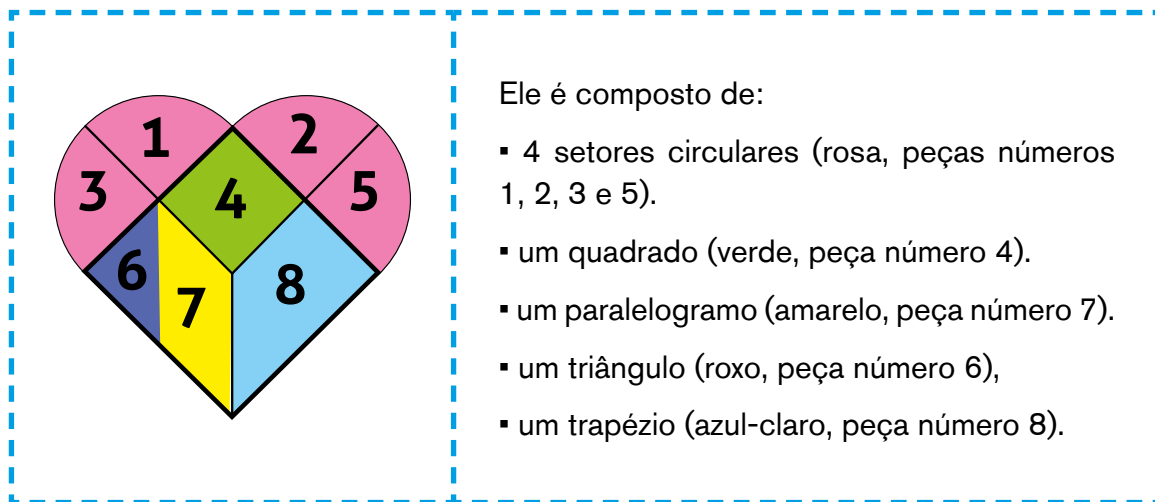 1
2
3
4
5
6
7
8
Ele é composto de:
▪ 4 setores circulares (rosa, peças números
1, 2, 3 e 5).
▪ um quadrado (verde, peça número 4).
▪ um paralelogramo (amarelo, peça número 7).
▪ um triângulo (roxo, peça número 6),
▪ um trapézio (azul-claro, peça número 8).